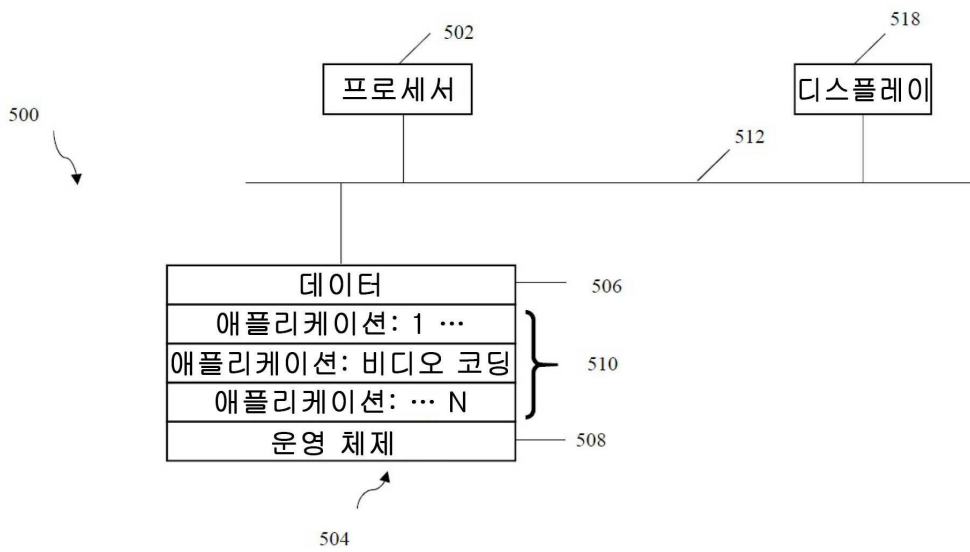 502
518
프로세서
디스플레이
500
512
데이터
506
애플리케이션: 1 …
애플리케이션: 비디오 코딩
510
애플리케이션: … N
운영 체제
508
504